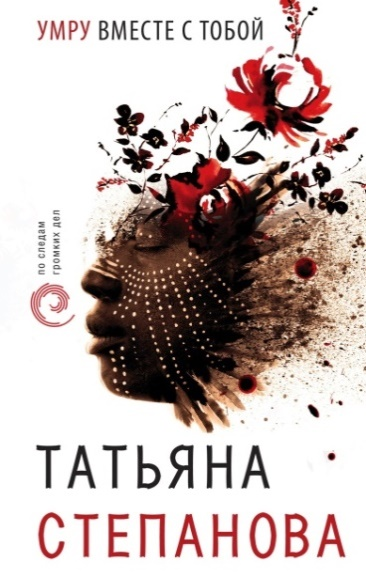 УМРУ ВМЕСТЕ С ТОБОЙ
по следам
громких дел
ТАТЬЯНА
СТЕПАНОВА